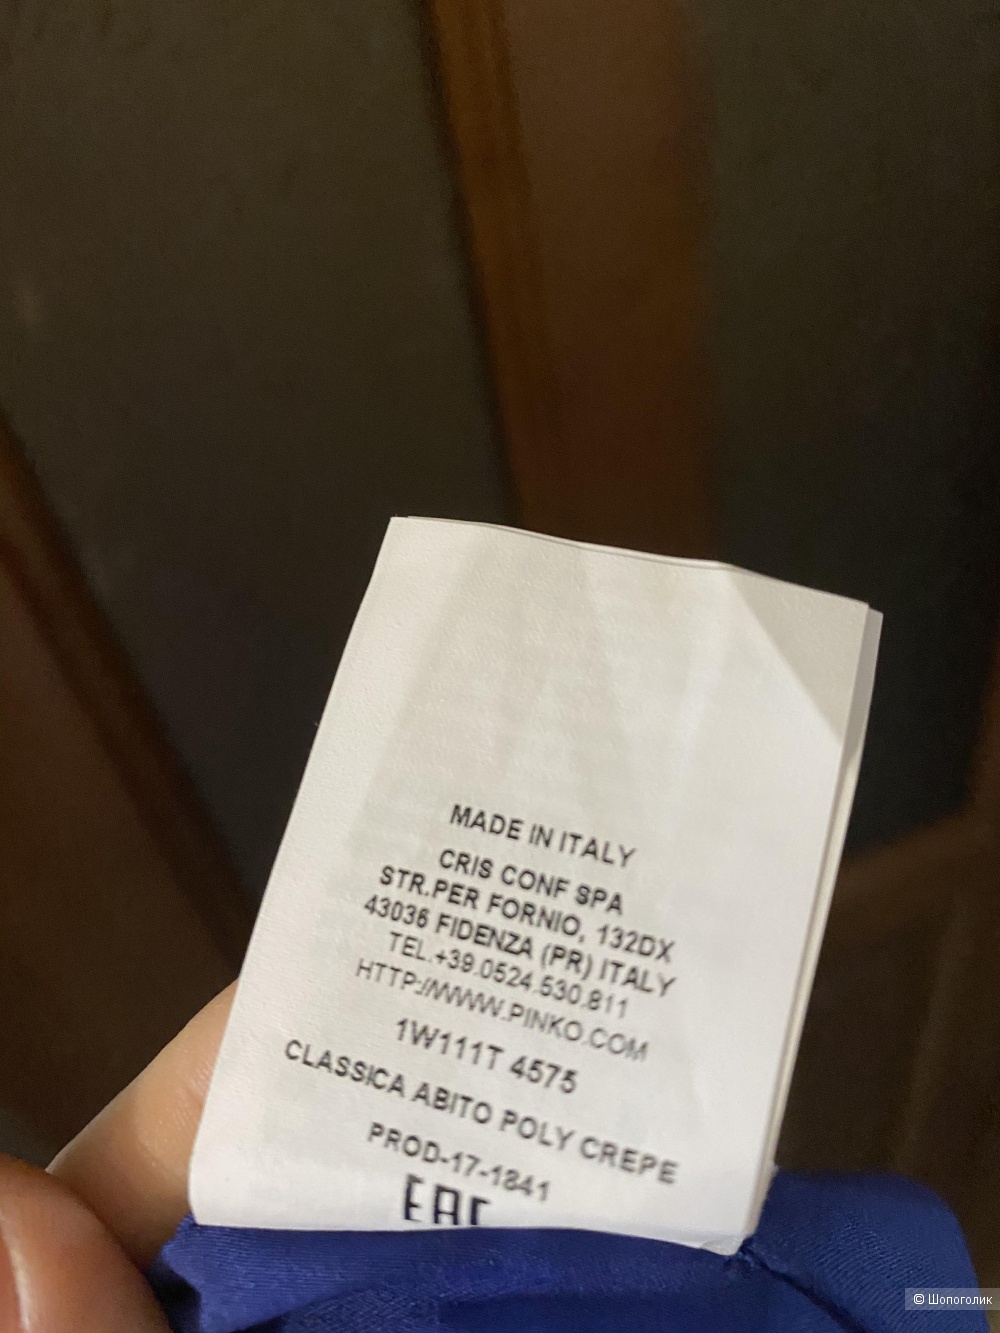 MADE IN ITALY
CRIS CONF SPA
STR.PER FORNIO, 132DX
43036 FIDENZA (PR) ITALY
TEL.+39.0524.530.811
HTTP://WWW.PINKO.COM
1W111T 4575
CLASSICA ABITO POLY CREPE
PROD-17-1841
EAC
© Шопоголик